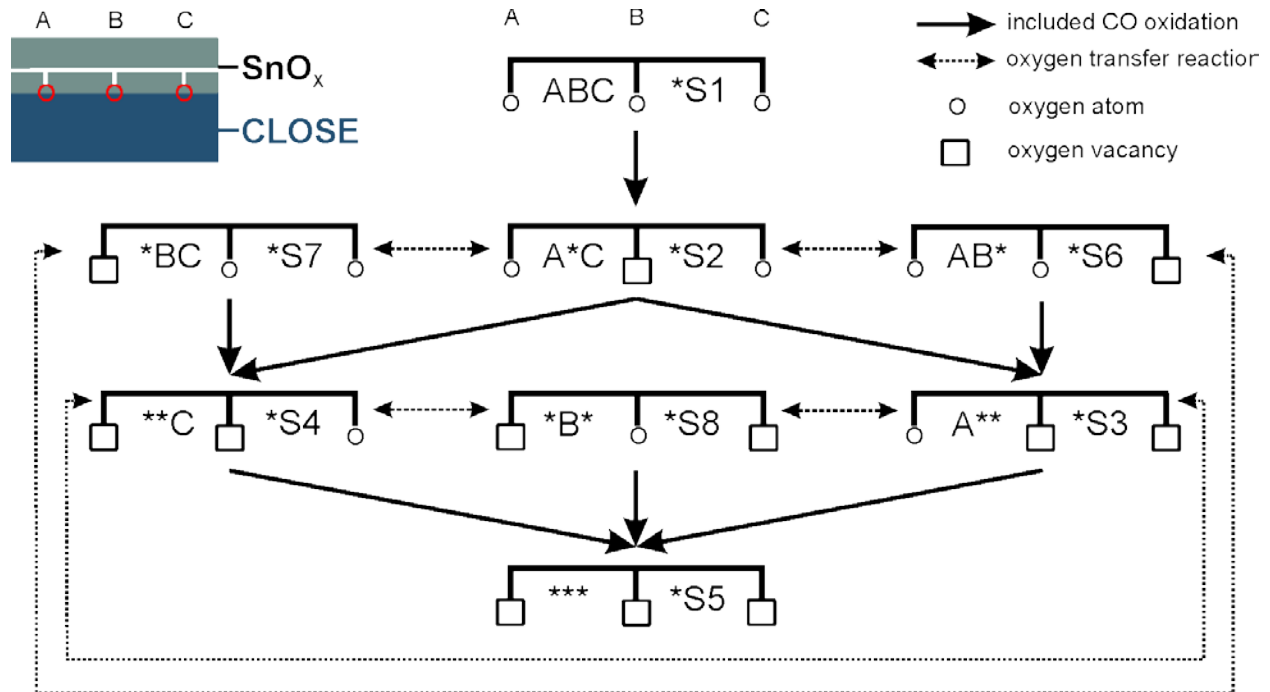 A B C
SnOx
CLOSE
A B C
included CO oxidation
oxygen transfer reaction
oxygen atom
oxygen vacancy
ABC *S1
*BC *S7
A*C *S2
AB* *S6
**C *S4
*B* *S8
A** *S3
*** *S5